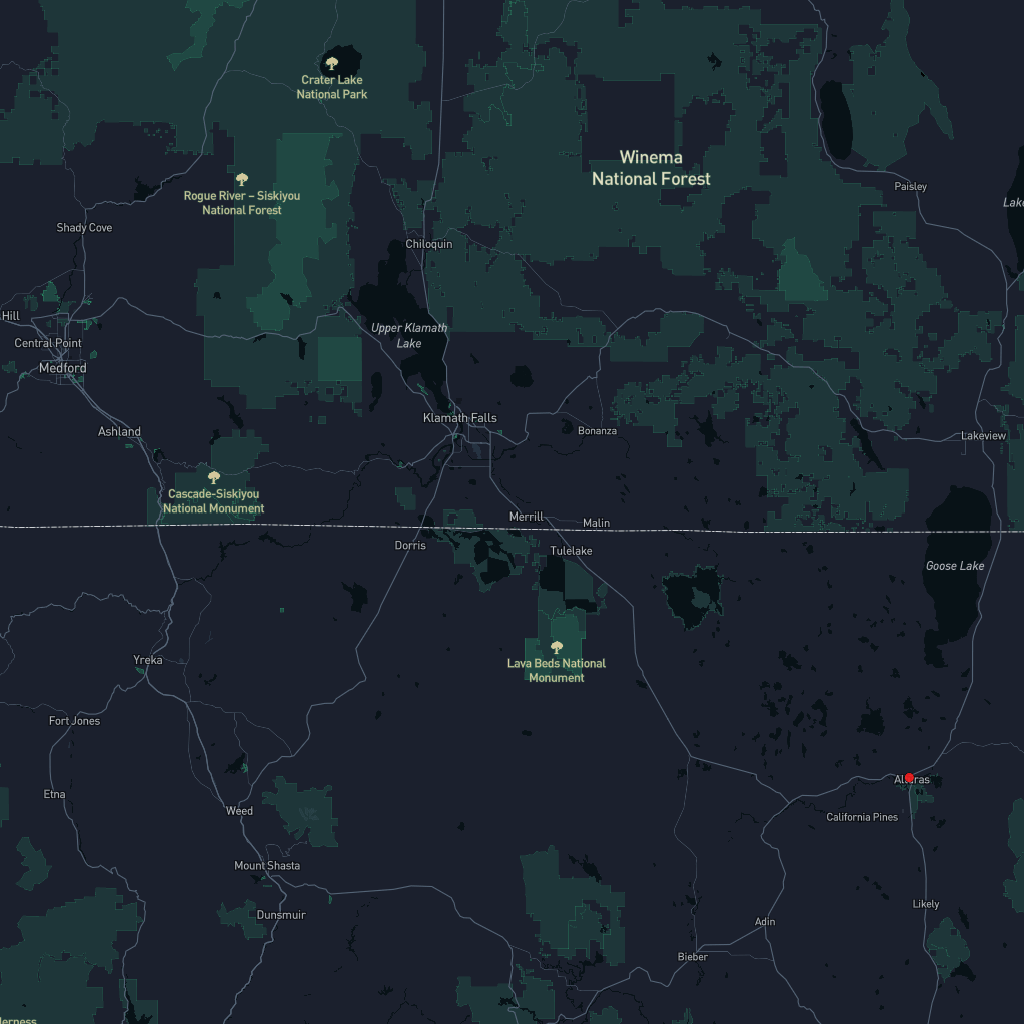 Crater Lake
National Park
Winema
National Forest
Paisley
Rogue River – Siskiyou
National Forest
Shady Cove
Chiloquin
Hill
Upper Klamath
Lake
Central Point
Medford
Klamath Falls
Ashland
Bonanza
Lakeview
Cascade-Siskiyou
National Monument
Merrill
Malin
Dorris
Tulelake
Goose Lake
Yreka
Lava Beds National
Monument
Fort Jones
Alturas
Etna
Weed
California Pines
Mount Shasta
Likely
Dunsmuir
Adin
Bieber